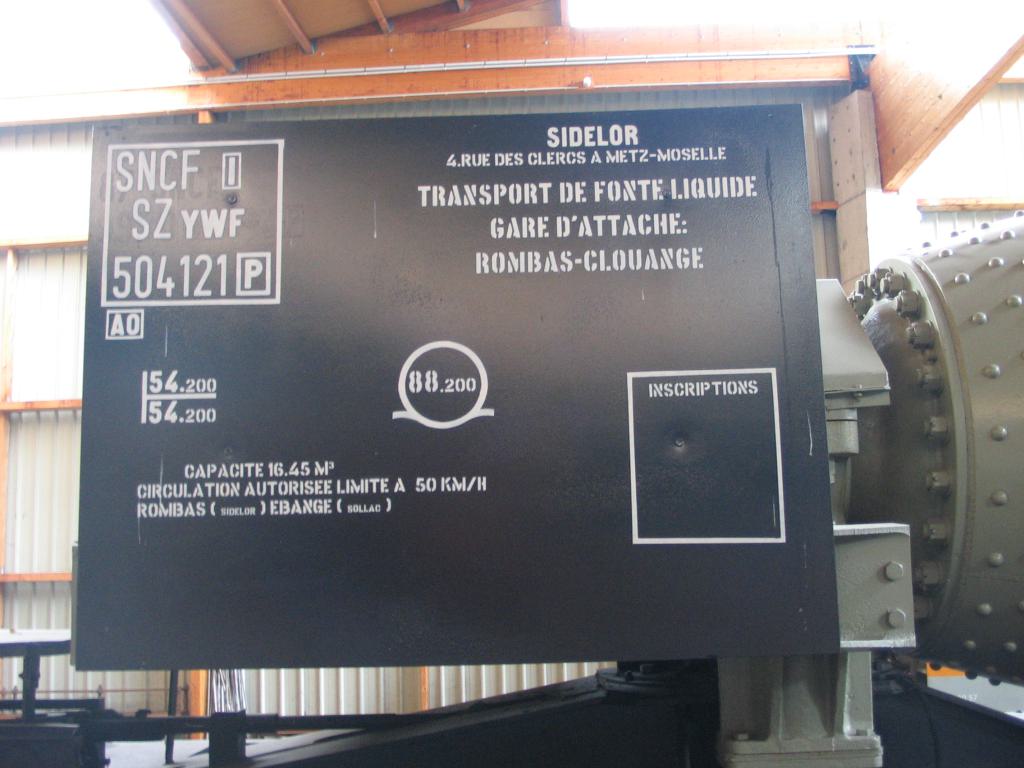 SNCF I
SZ YWF
504121 P
AO
SIDELOR
4.RUE DES CLERCS A METZ-MOSELLE
TRANSPORT DE FONTE LIQUIDE
GARE D'ATTACHE:
ROMBAS-CLOUANGE
54.200
54.200
88.200
INSCRIPTIONS
CAPACITE 16.45 M³
CIRCULATION AUTORISEE LIMITE A 50 KM/H
ROMBAS ( SIDELOR ) EBANGE ( SOLLAC )